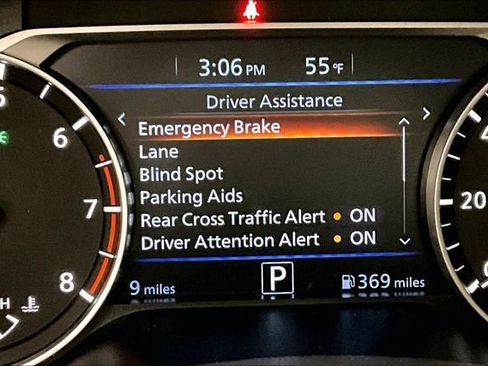 3:06 PM 55°F
Driver Assistance
Emergency Brake
Lane
Blind Spot
Parking Aids
Rear Cross Traffic Alert ON
Driver Attention Alert ON
9 miles P 369 miles
6
7
8
20
H